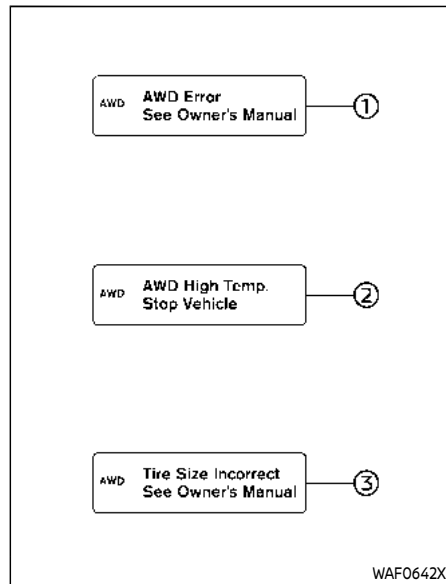 AWD
AWD Error
See Owner's Manual
①
AWD
AWD High Temp.
Stop Vehicle
②
AWD
Tire Size Incorrect
See Owner's Manual
③
WAF0642X